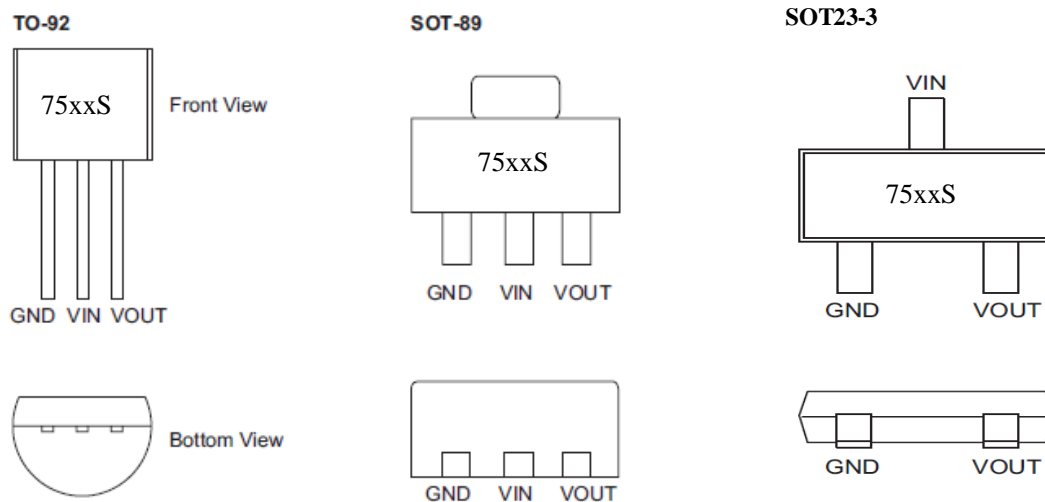 TO-92
SOT-89
SOT23-3
75xxS
Front View
75xxS
VIN
75xxS
GND VIN VOUT
GND VIN VOUT
GND VOUT
Bottom View
GND VIN VOUT
GND VOUT